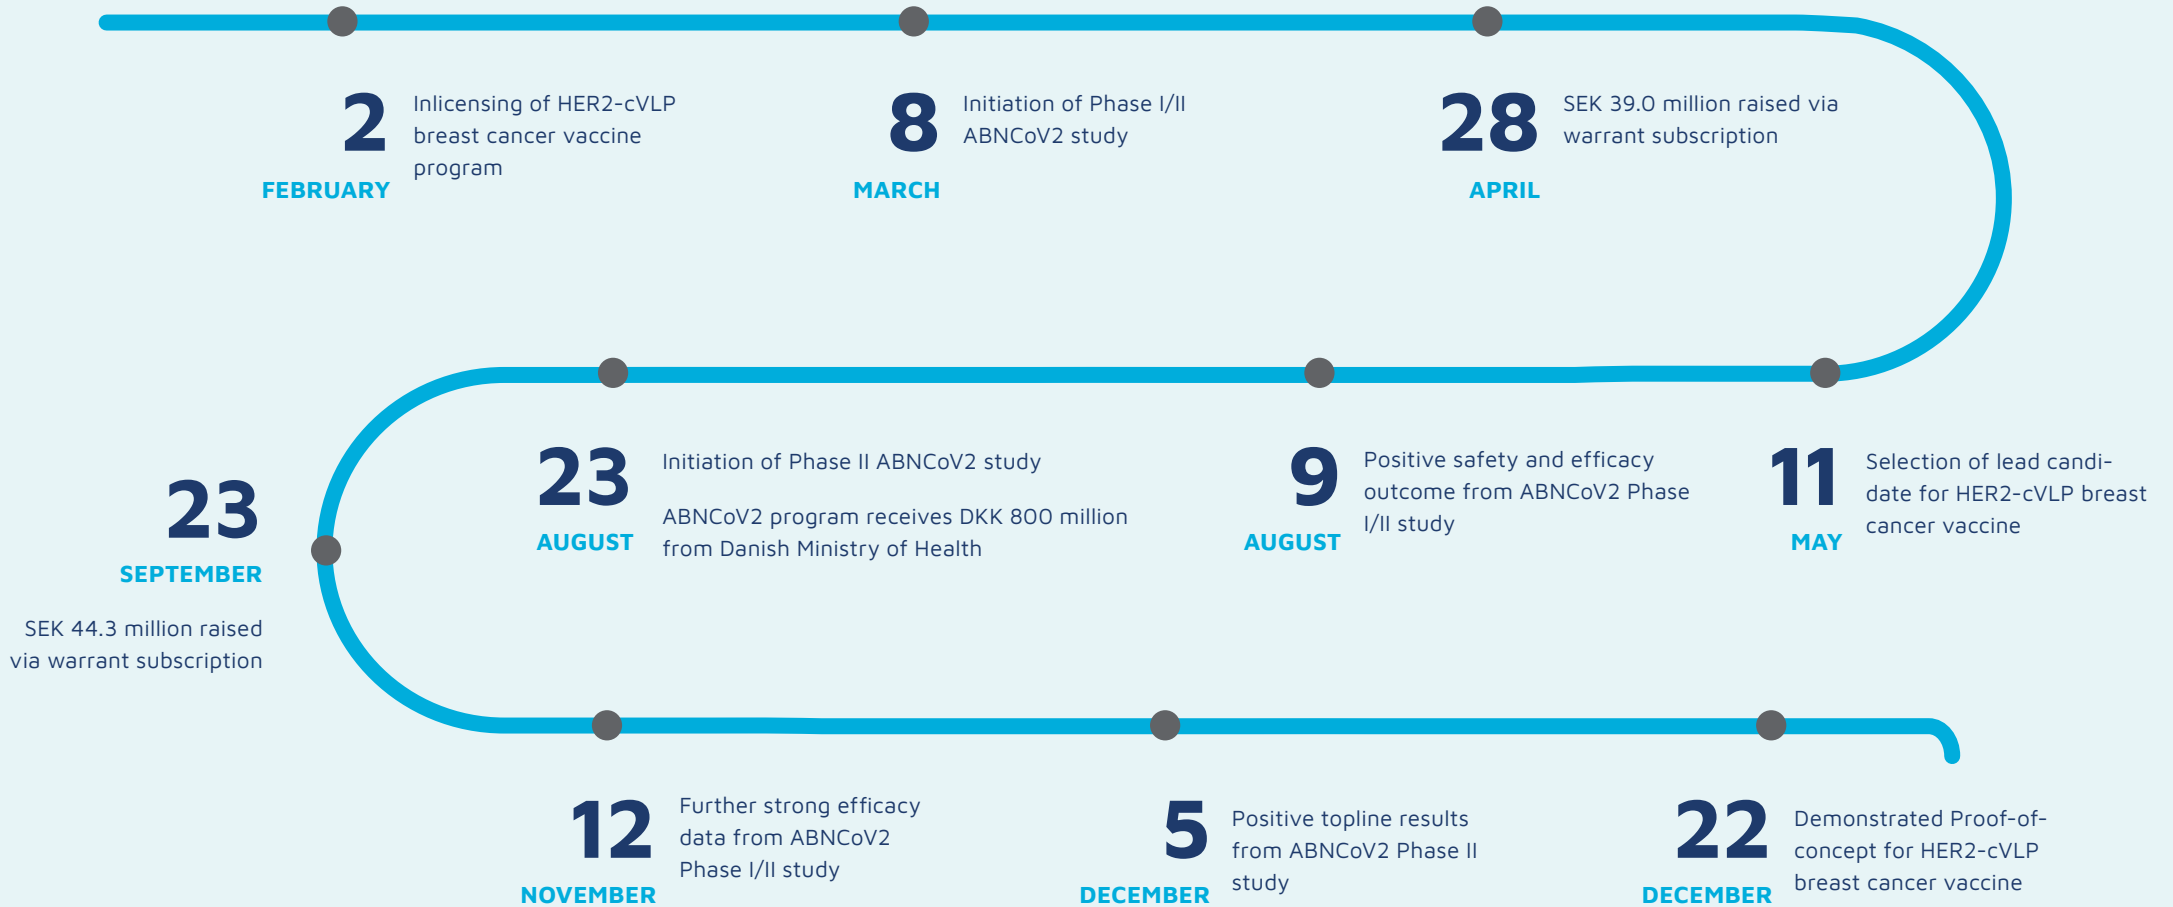 2
FEBRUARY
Inlicensing of HER2-cVLP
breast cancer vaccine
program
8
MARCH
Initiation of Phase I/II
ABNCoV2 study
28
APRIL
SEK 39.0 million raised via
warrant subscription
11
MAY
Selection of lead candi-
date for HER2-cVLP breast
cancer vaccine
9
AUGUST
Positive safety and efficacy
outcome from ABNCoV2 Phase
I/II study
23
AUGUST
Initiation of Phase II ABNCoV2 study
ABNCoV2 program receives DKK 800 million
from Danish Ministry of Health
23
SEPTEMBER
SEK 44.3 million raised
via warrant subscription
12
NOVEMBER
Further strong efficacy
data from ABNCoV2
Phase I/II study
5
DECEMBER
Positive topline results
from ABNCoV2 Phase II
study
22
DECEMBER
Demonstrated Proof-of-
concept for HER2-cVLP
breast cancer vaccine